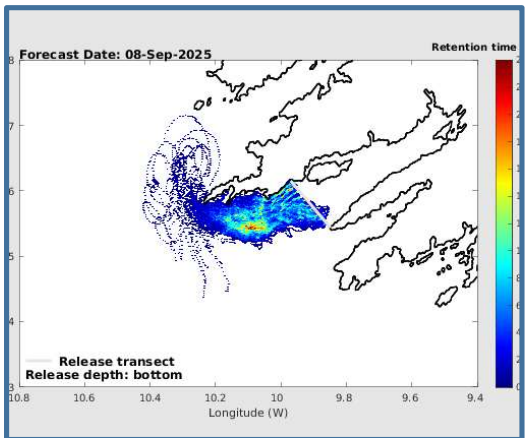 Forecast Date: 08-Sep-2025
Retention time
8
7
6
5
4
3
10.8
10.6
10.4
10.2
10
9.8
9.6
9.4
Longitude (W)
Release transect
Release depth: bottom